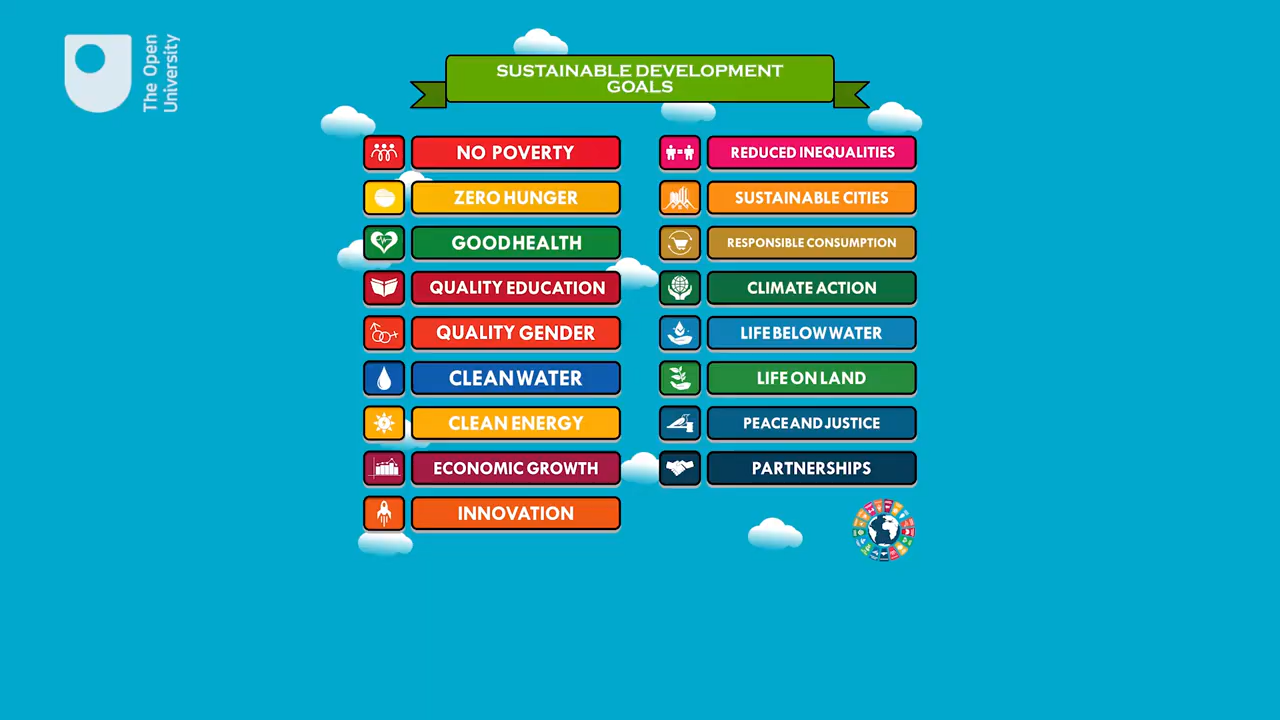 The Open
University
SUSTAINABLE DEVELOPMENT
GOALS
NO POVERTY
ZERO HUNGER
GOOD HEALTH
QUALITY EDUCATION
QUALITY GENDER
CLEAN WATER
CLEAN ENERGY
ECONOMIC GROWTH
INNOVATION
REDUCED INEQUALITIES
SUSTAINABLE CITIES
RESPONSIBLE CONSUMPTION
CLIMATE ACTION
LIFE BELOW WATER
LIFE ON LAND
PEACE AND JUSTICE
PARTNERSHIPS